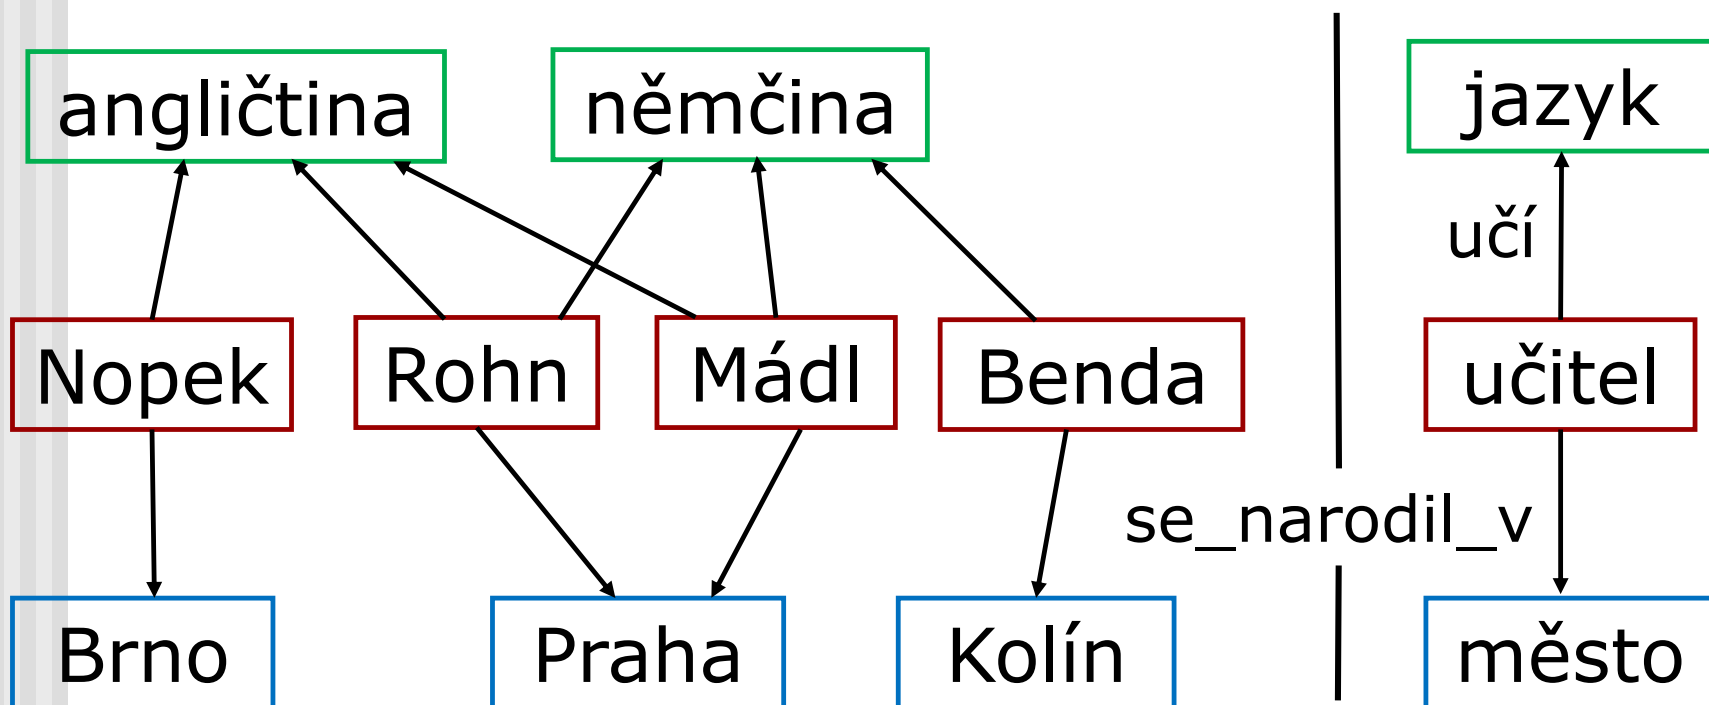 angličtina němčina jazyk
učí
Nopek Rohn Mádl Benda učitel
se_narodil_v
Brno Praha Kolín město